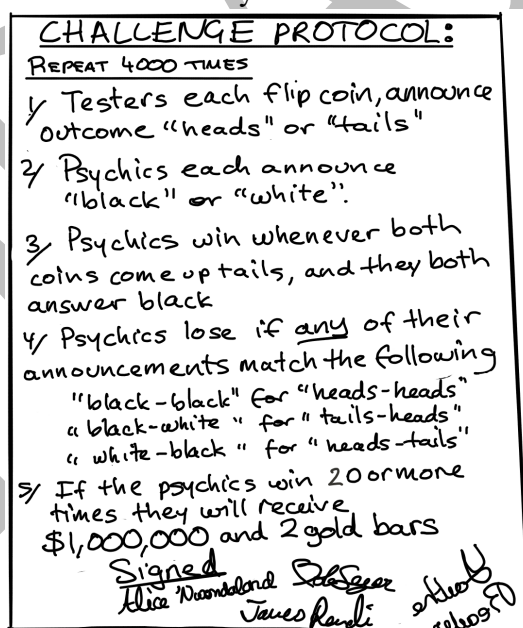 CHALLENGE PROTOCOL:
REPEAT 4000 TIMES
1/ Testers each flip coin, announce
outcome "heads" or "tails"
2/ Psychics each announce
"black" or "white".
3/ Psychics win whenever both
coins come up tails, and they both
answer black
4/ Psychics lose if any of their
announcements match the following
"black-black" for "heads-heads"
"black-white" for "tails-heads"
"white-black" for "heads-tails"
5/ If the psychics win 20 or more
times they will receive
$1,000,000 and 2 gold bars
Signed
Alice
James Randi